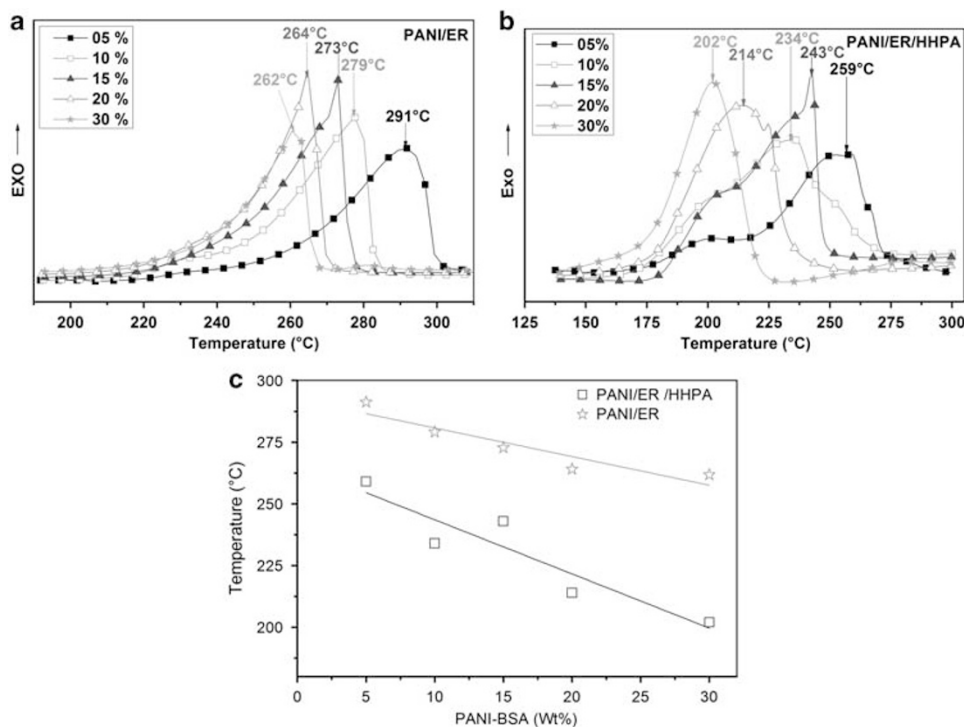 a
PANI/ER
05 %
10 %
15 %
20 %
30 %
264°C
273°C
279°C
262°C
291°C
EXO
200 220 240 260 280 300
Temperature (°C)
b
PANI/ER/HHPA
05%
10%
15%
20%
30%
202°C
214°C
234°C
243°C
259°C
Exo
125 150 175 200 225 250 275 300
Temperature (°C)
c
PANI/ER /HHPA
PANI/ER
300
275
250
225
200
Temperature (°C)
0 5 10 15 20 25 30
PANI-BSA (Wt%)